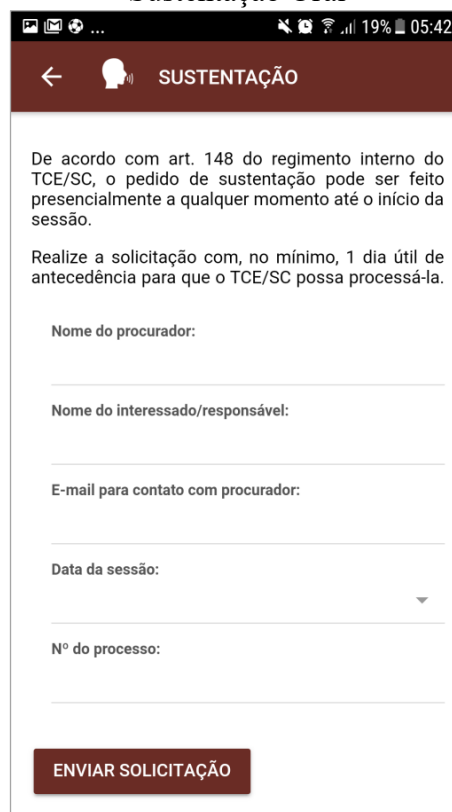 19% 05:42
SUSTENTAÇÃO
De acordo com art. 148 do regimento interno do
TCE/SC, o pedido de sustentação pode ser feito
presencialmente a qualquer momento até o início da
sessão.
Realize a solicitação com, no mínimo, 1 dia útil de
antecedência para que o TCE/SC possa processá-la.
Nome do procurador:
Nome do interessado/responsável:
E-mail para contato com procurador:
Data da sessão:
Nº do processo:
ENVIAR SOLICITAÇÃO